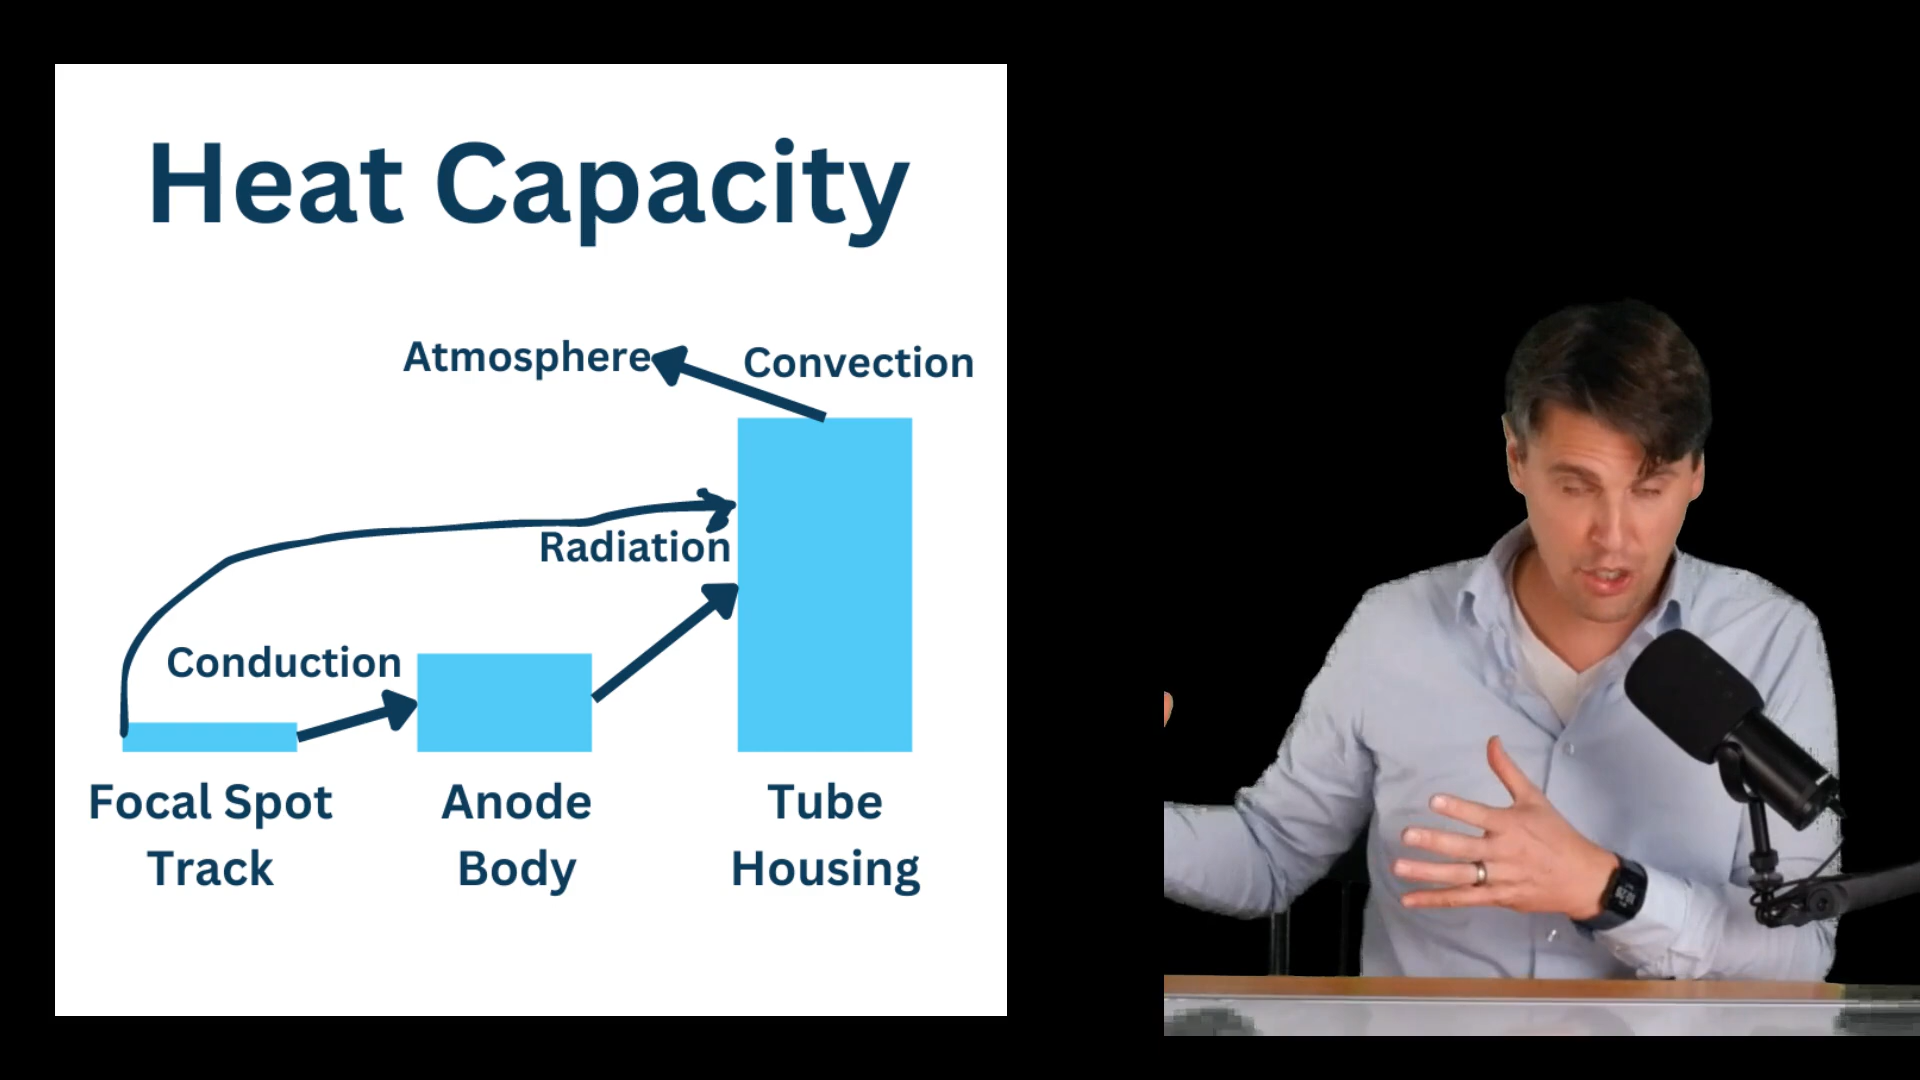 Heat Capacity
Atmosphere
Convection
Radiation
Conduction
Focal Spot
Track
Anode
Body
Tube
Housing